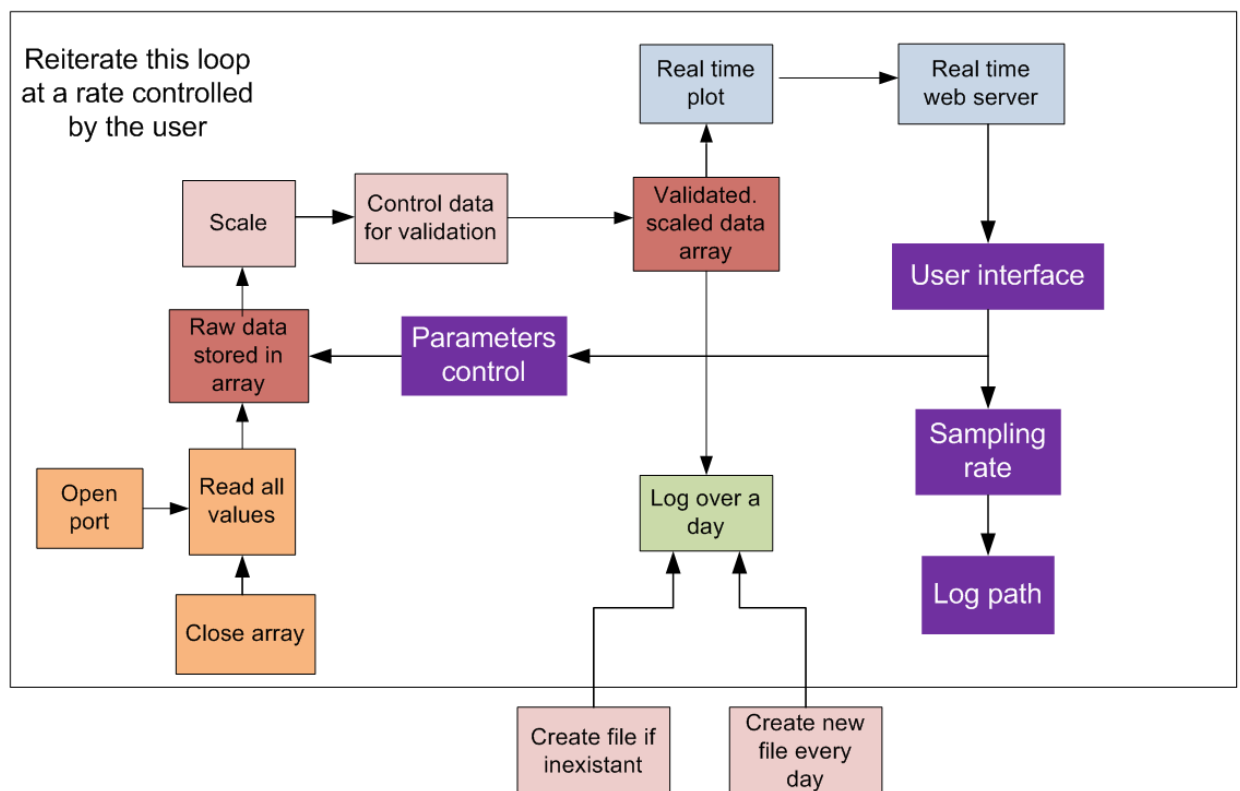 Reiterate this loop
at a rate controlled
by the user
Real time
plot
Real time
web server
Scale
Control data
for validation
Validated.
scaled data
array
User interface
Raw data
stored in
array
Parameters
control
Sampling
rate
Open
port
Read all
values
Log over a
day
Log path
Close array
Create file if
inexistant
Create new
file every
day